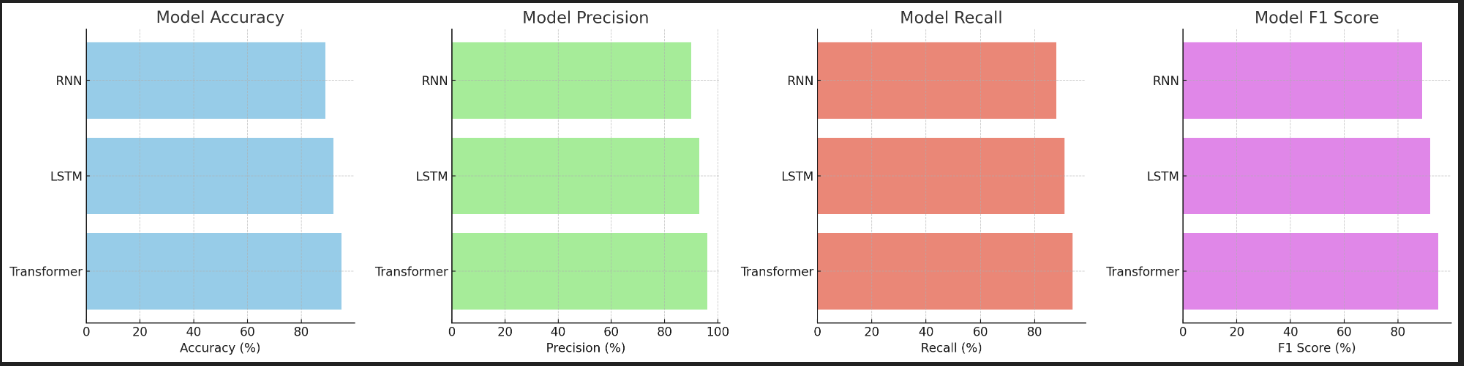 Model Accuracy
RNN
LSTM
Transformer
0 20 40 60 80
Accuracy (%)
Model Precision
RNN
LSTM
Transformer
0 20 40 60 80 100
Precision (%)
Model Recall
RNN
LSTM
Transformer
0 20 40 60 80
Recall (%)
Model F1 Score
RNN
LSTM
Transformer
0 20 40 60 80
F1 Score (%)